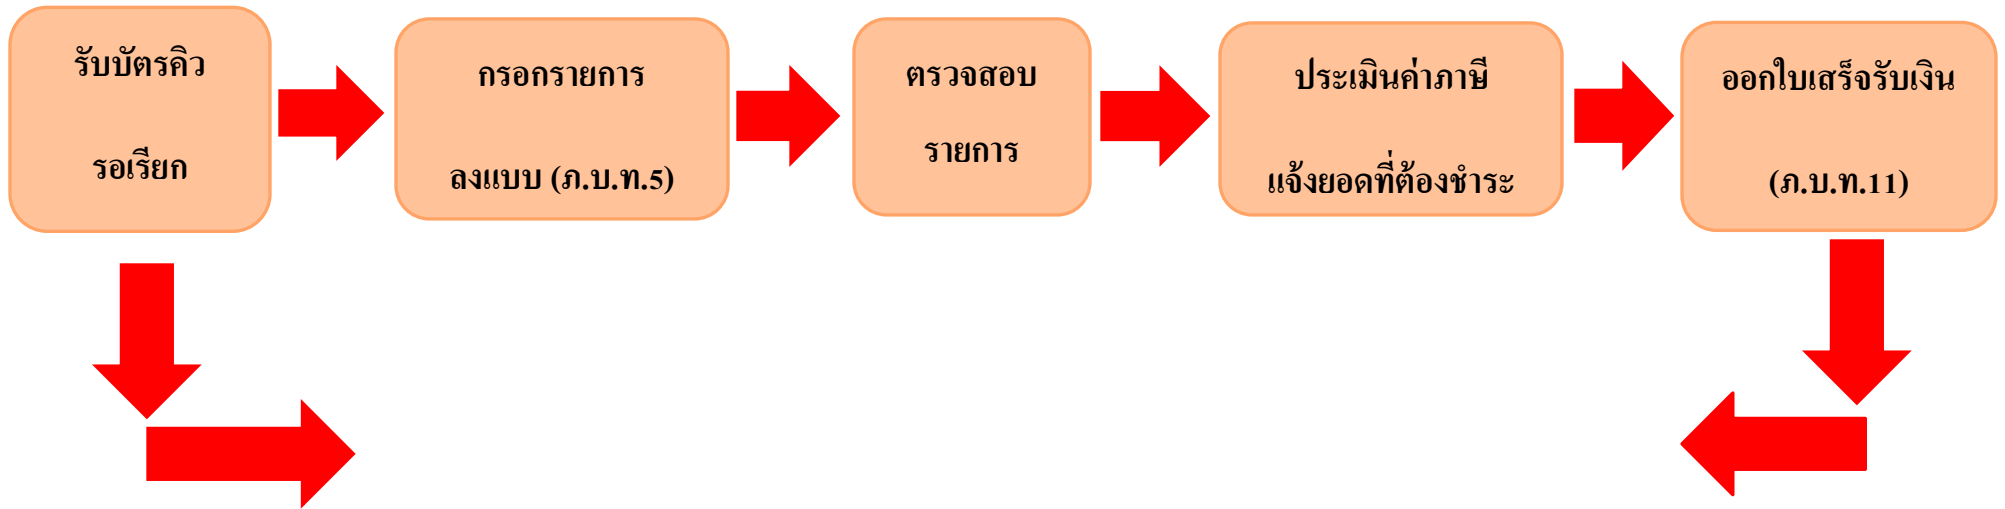 รับบัตรคิว
รอเรียก
กรอกรายการ
ลงแบบ (ภ.บ.ท.5)
ตรวจสอบ
รายการ
ประเมินค่าภาษี
แจ้งยอดที่ต้องชำระ
ออกใบเสร็จรับเงิน
(ภ.บ.ท.11)